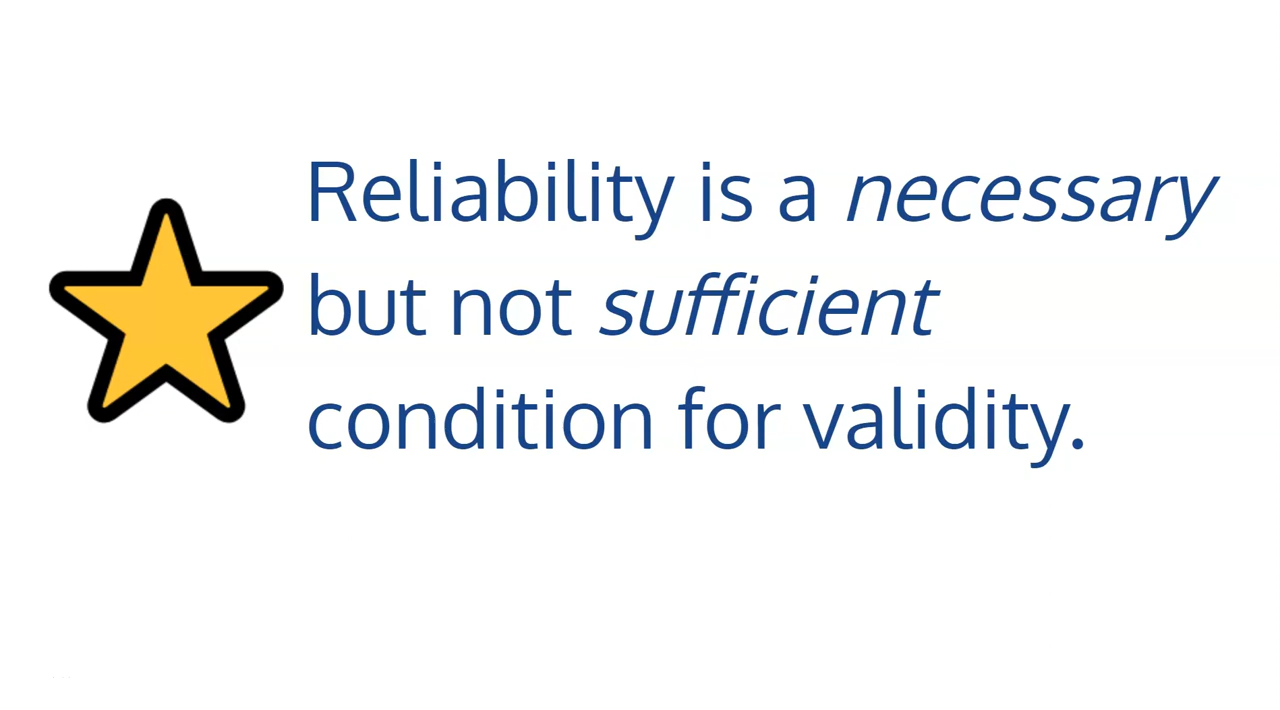 Reliability is a necessary
but not sufficient
condition for validity.